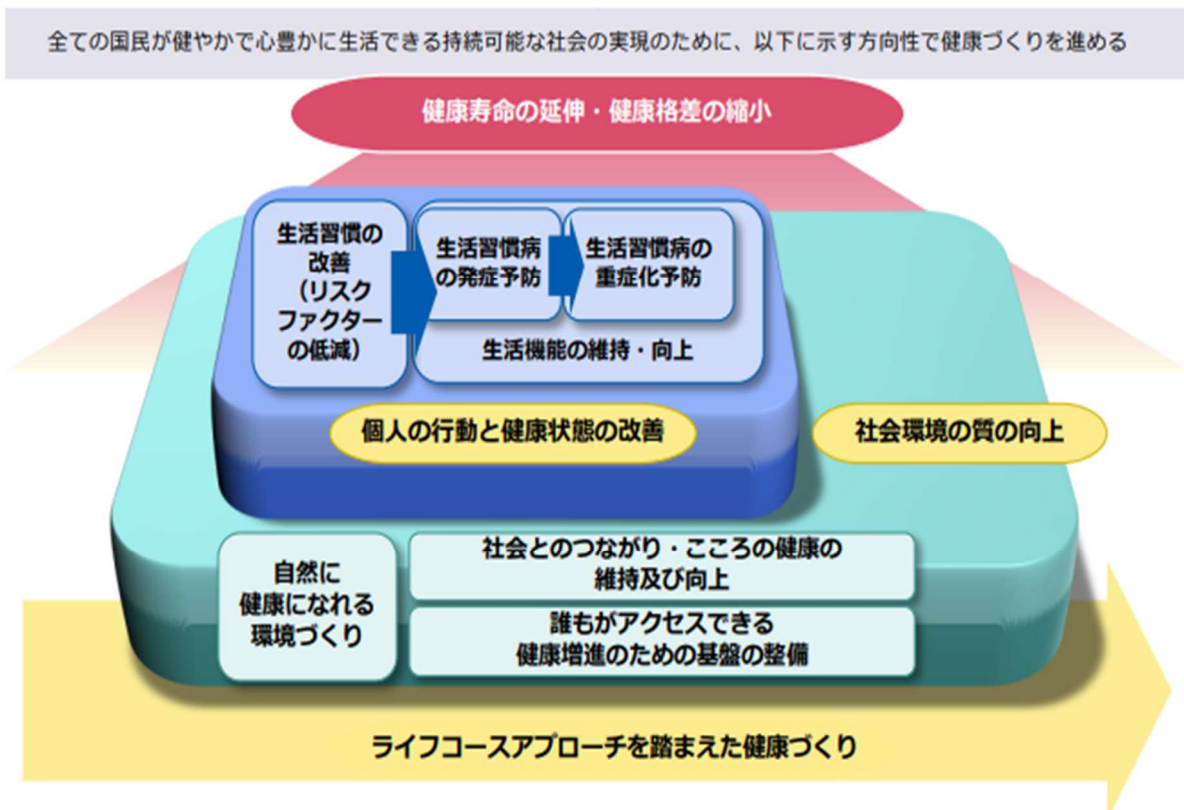 全ての国民が健やかで心豊かに生活できる持続可能な社会の実現のために、以下に示す方向性で健康づくりを進める
健康寿命の延伸・健康格差の縮小
生活習慣の
改善
（リスク
ファクター
の低減）
生活習慣病
の発症予防
生活習慣病の
重症化予防
生活機能の維持・向上
個人の行動と健康状態の改善
社会環境の質の向上
自然に
健康になれる
環境づくり
社会とのつながり・こころの健康の
維持及び向上
誰もがアクセスできる
健康増進のための基盤の整備
ライフコースアプローチを踏まえた健康づくり